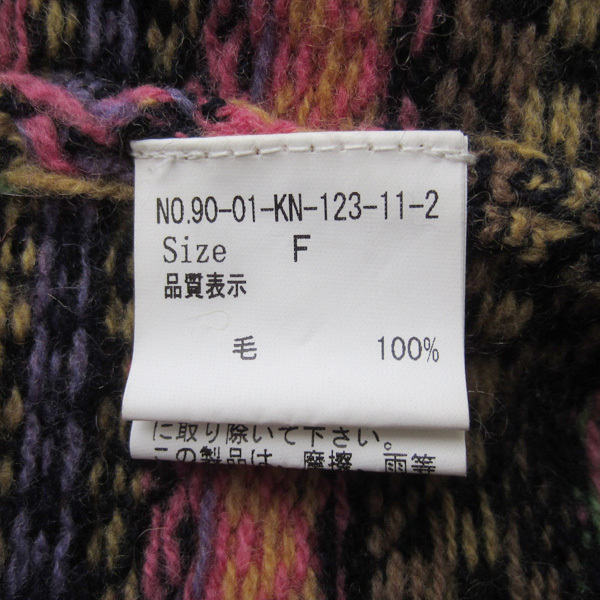 NO.90-01-KN-123-11-2
Size F
品質表示
毛 100%
に取り除いて下さい。
この製品は、摩擦、雨等